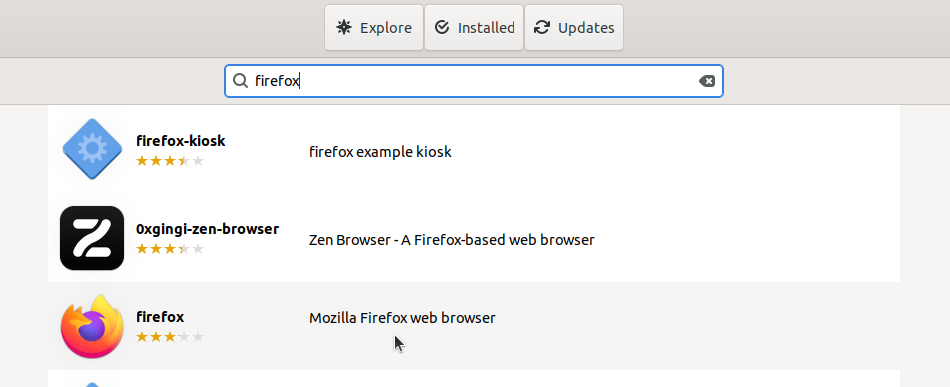 Explore
Installed
Updates
firefox
firefox-kiosk
firefox example kiosk
0xgingi-zen-browser
Zen Browser - A Firefox-based web browser
firefox
Mozilla Firefox web browser